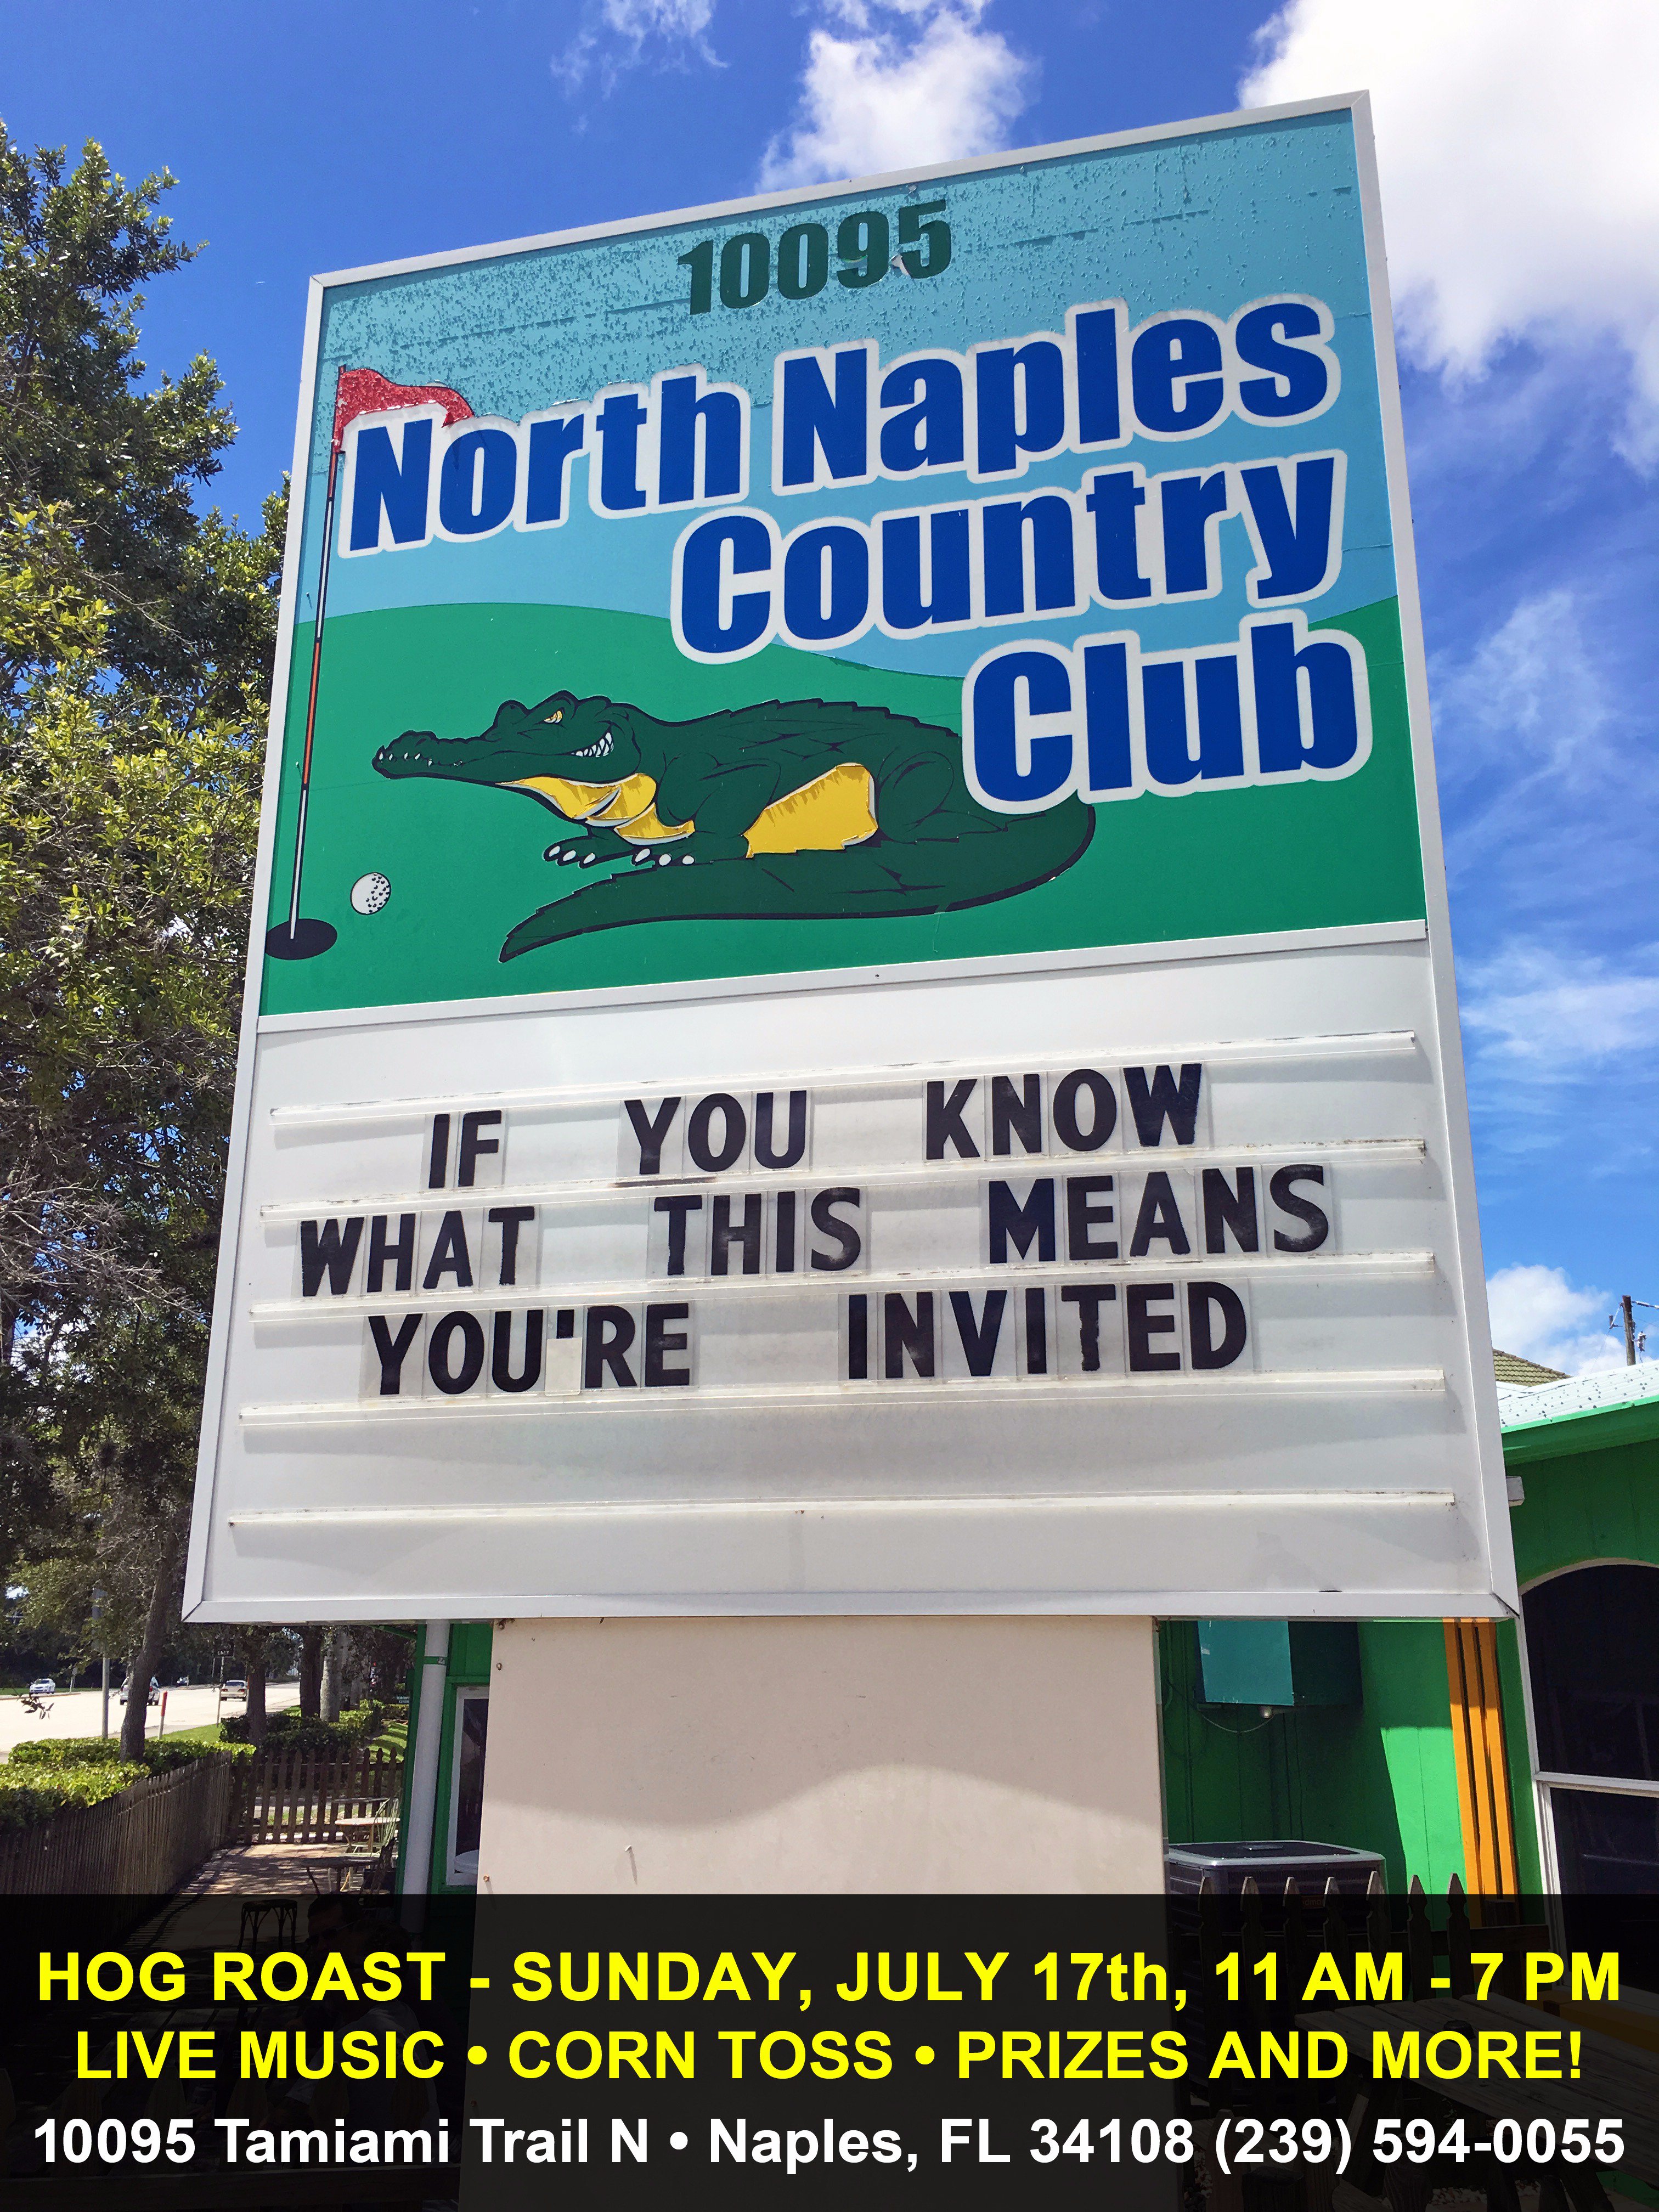 10095
North Naples
Country
Club
IF YOU KNOW
WHAT THIS MEANS
YOU'RE INVITED
HOG ROAST - SUNDAY, JULY 17th, 11 AM - 7 PM
LIVE MUSIC • CORN TOSS • PRIZES AND MORE!
10095 Tamiami Trail N • Naples, FL 34108 (239) 594-0055